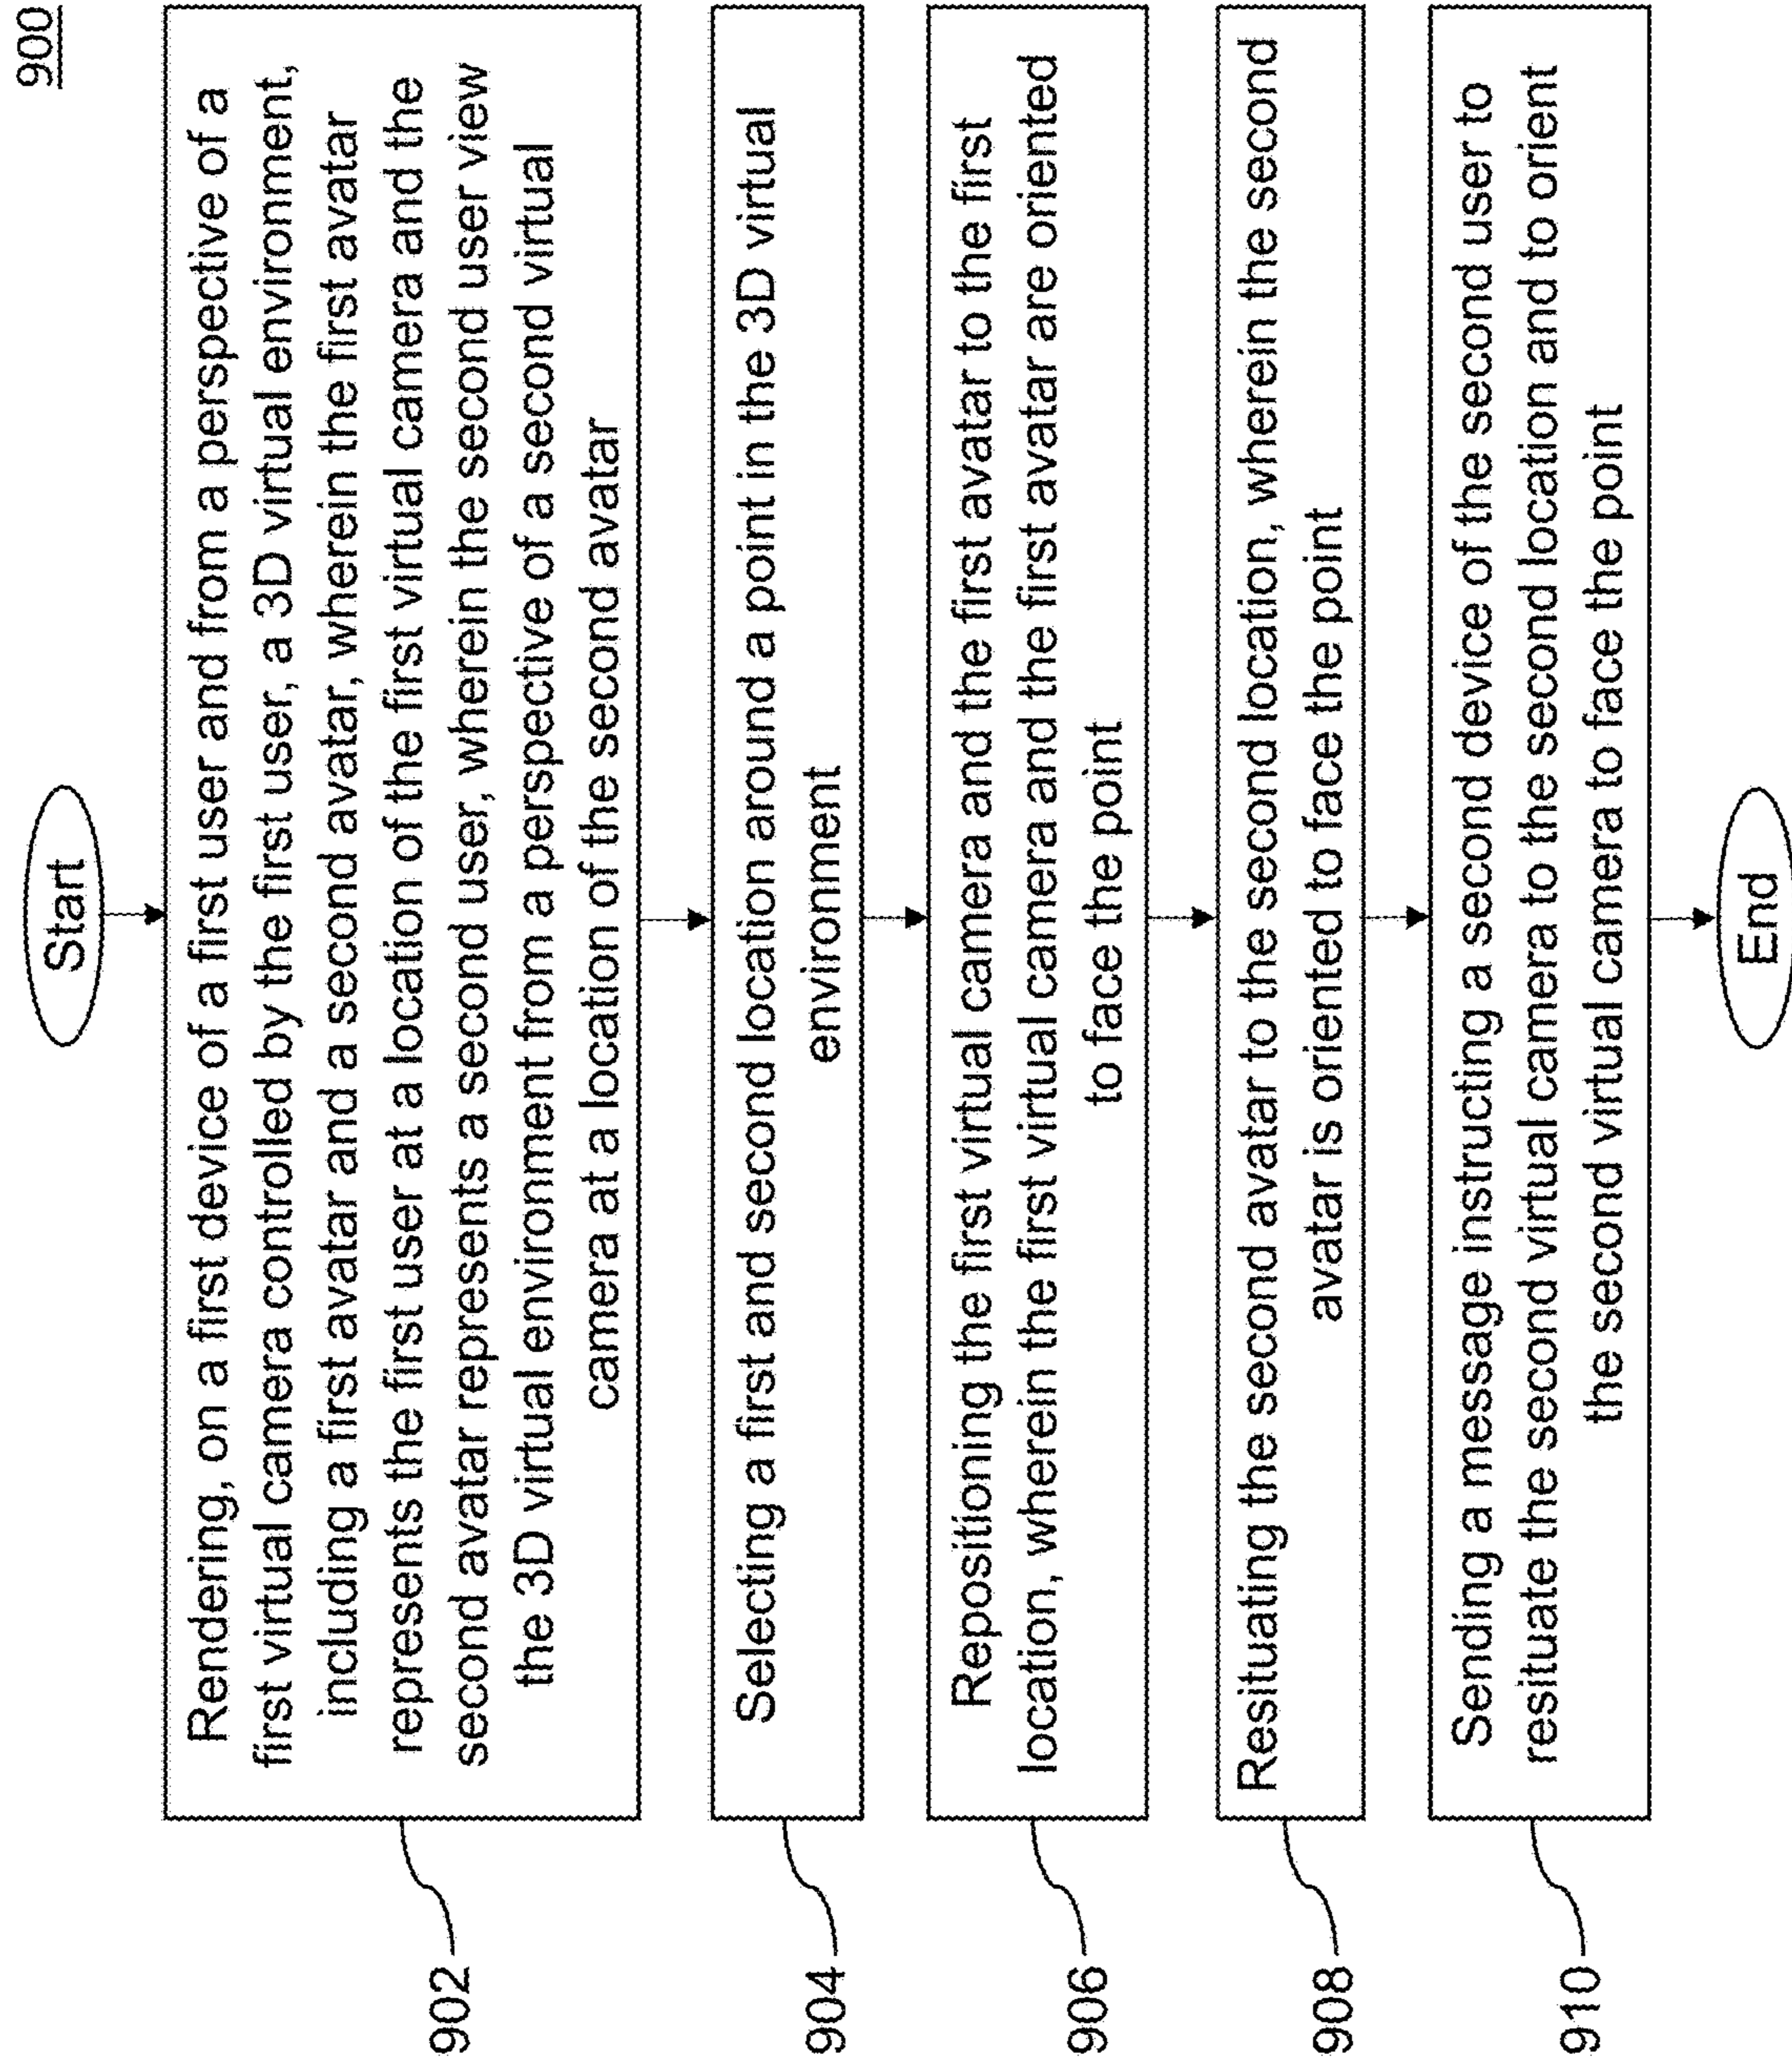 900
Start
Rendering, on a first device of a first user and from a perspective of a
first virtual camera controlled by the first user, a 3D virtual environment,
including a first avatar and a second avatar, wherein the first avatar
represents the first user at a location of the first virtual camera and the
second avatar represents a second user, wherein the second user view
the 3D virtual environment from a perspective of a second virtual
camera at a location of the second avatar
902
Selecting a first and second location around a point in the 3D virtual
environment
904
Repositioning the first virtual camera and the first avatar to the first
location, wherein the first virtual camera and the first avatar are oriented
to face the point
906
Resituating the second avatar to the second location, wherein the second
avatar is oriented to face the point
908
Sending a message instructing a second device of the second user to
resituate the second virtual camera to the second location and to orient
the second virtual camera to face the point
910
End